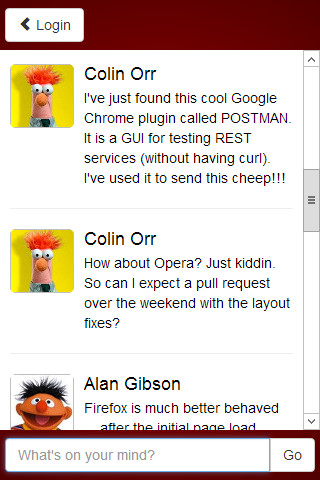 Login
Colin Orr
I've just found this cool Google
Chrome plugin called POSTMAN.
It is a GUI for testing REST
services (without having curl).
I've used it to send this cheep!!!
Colin Orr
How about Opera? Just kiddin.
So can I expect a pull request
over the weekend with the layout
fixes?
Alan Gibson
Firefox is much better behaved
... after the initial page load
What's on your mind?
Go